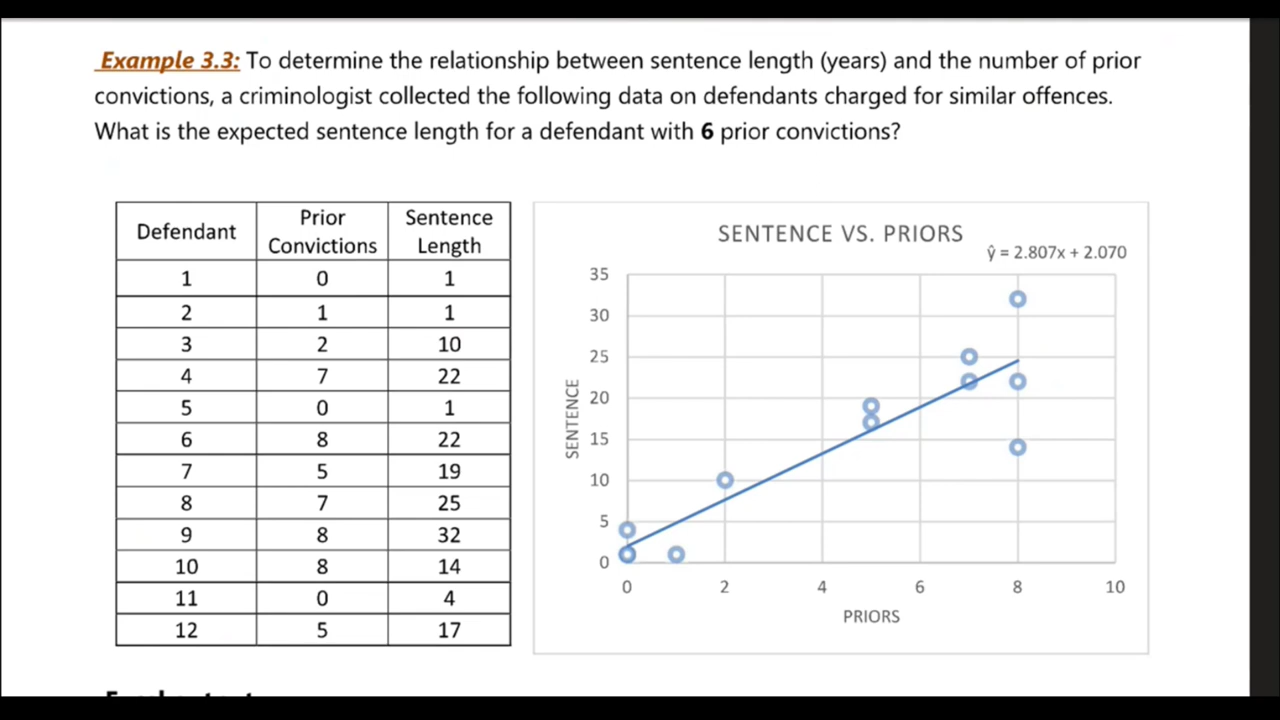 Example 3.3: To determine the relationship between sentence length (years) and the number of prior
convictions, a criminologist collected the following data on defendants charged for similar offences.
What is the expected sentence length for a defendant with 6 prior convictions?
Defendant Prior Convictions Sentence Length
1 0 1
2 1 1
3 2 10
4 7 22
5 0 1
6 8 22
7 5 19
8 7 25
9 8 32
10 8 14
11 0 4
12 5 17
SENTENCE VS. PRIORS
ŷ = 2.807x + 2.070
35
30
25
20
15
10
5
0
SENTENCE
0 2 4 6 8 10
PRIORS